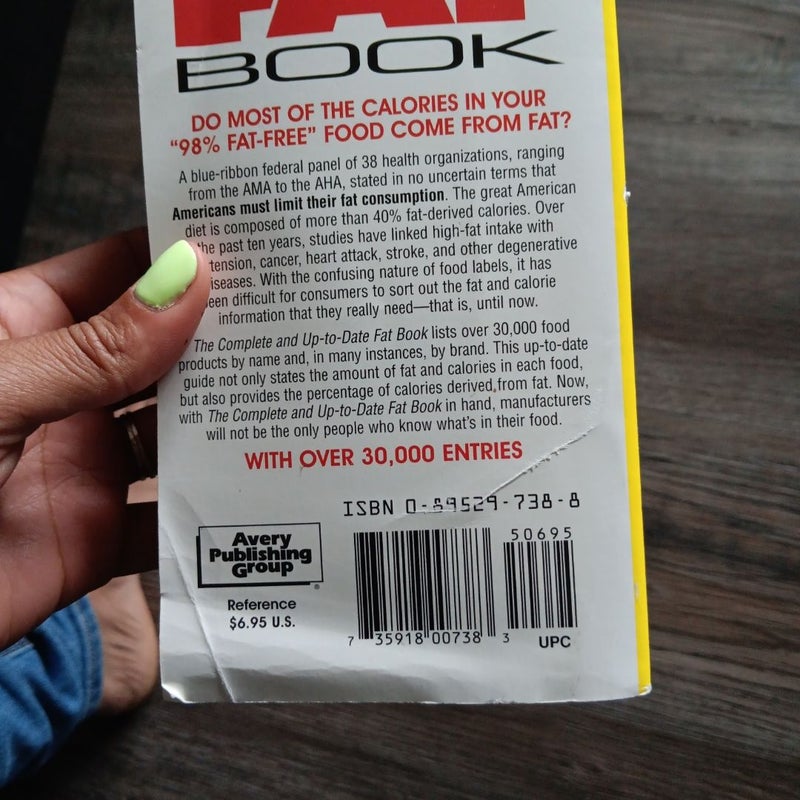 FAT
BOOK
DO MOST OF THE CALORIES IN YOUR
"98% FAT-FREE" FOOD COME FROM FAT?
A blue-ribbon federal panel of 38 health organizations, ranging
from the AMA to the AHA, stated in no uncertain terms that
Americans must limit their fat consumption. The great American
diet is composed of more than 40% fat-derived calories. Over
the past ten years, studies have linked high-fat intake with
tension, cancer, heart attack, stroke, and other degenerative
iseases. With the confusing nature of food labels, it has
een difficult for consumers to sort out the fat and calorie
information that they really need—that is, until now.
The Complete and Up-to-Date Fat Book lists over 30,000 food
products by name and, in many instances, by brand. This up-to-date
guide not only states the amount of fat and calories in each food,
but also provides the percentage of calories derived from fat. Now,
with The Complete and Up-to-Date Fat Book in hand, manufacturers
will not be the only people who know what's in their food.
WITH OVER 30,000 ENTRIES
ISBN 0-89529-738-8
50695
Avery
Publishing
Group
Reference
$6.95 U.S.
7 35918 00738 3
UPC